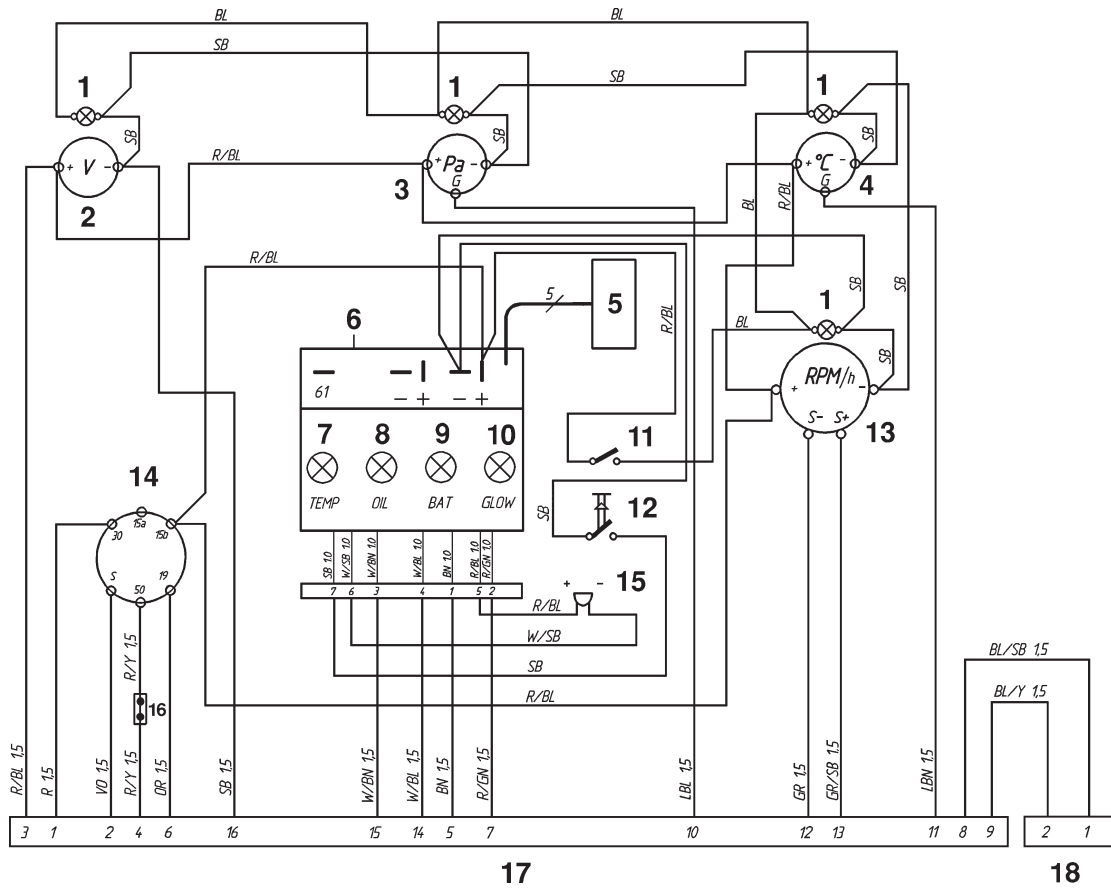 BL
SB
BL
SB
1
1
1
SB
SB
SB
+ V -
+ Pa -
G
+ °C -
G
R/BL
2
3
4
BL
R/BL
R/BL
5
5
R/BL
SB
SB
6
1
BL
SB
61
- +
- +
RPM/h
+
-
S- S+
13
7
8
9
10
11
TEMP
OIL
BAT
GLOW
14
SB
12
30
15a
15b
S
50
19
SB 1.0
W/SB 1.0
W/BN 1.0
W/BL 1.0
BN 1.0
R/BL 1.0
R/GN 1.0
7 6 3 4 1 5 2
+ -
15
R/BL
W/SB
SB
R/BL
R/Y 1,5
16
BL/SB 1,5
BL/Y 1,5
R/BL 1,5
R 1,5
VD 1,5
R/Y 1,5
OR 1,5
SB 1,5
W/BN 1,5
W/BL 1,5
BN 1,5
R/GN 1,5
LBL 1,5
GR 1,5
GR/SB 1,5
LBN 1,5
3 1 2 4 6 16 15 14 5 7 10 12 13 11 8 9
2 1
17
18